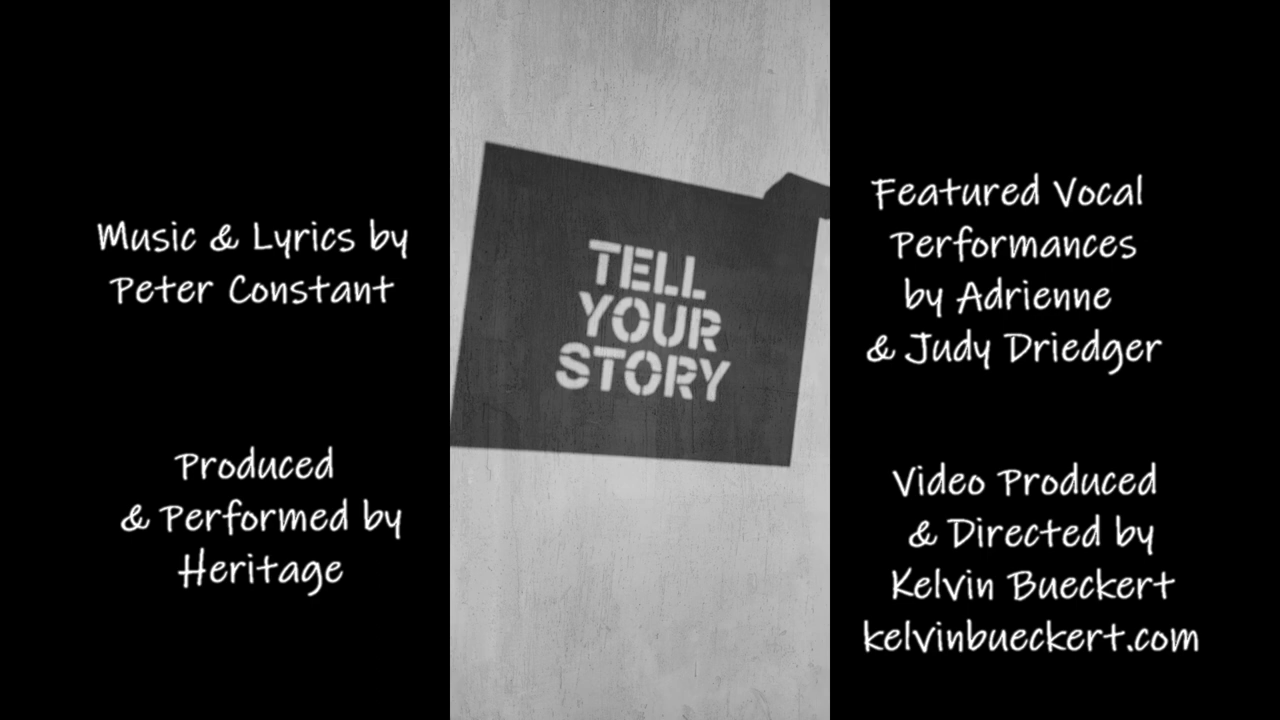 Music & Lyrics by
Peter Constant
Produced
& Performed by
Heritage
TELL
YOUR
STORY
Featured Vocal
Performances
by Adrienne
& Judy Driedger
Video Produced
& Directed by
Kelvin Bueckert
kelvinbueckert.com